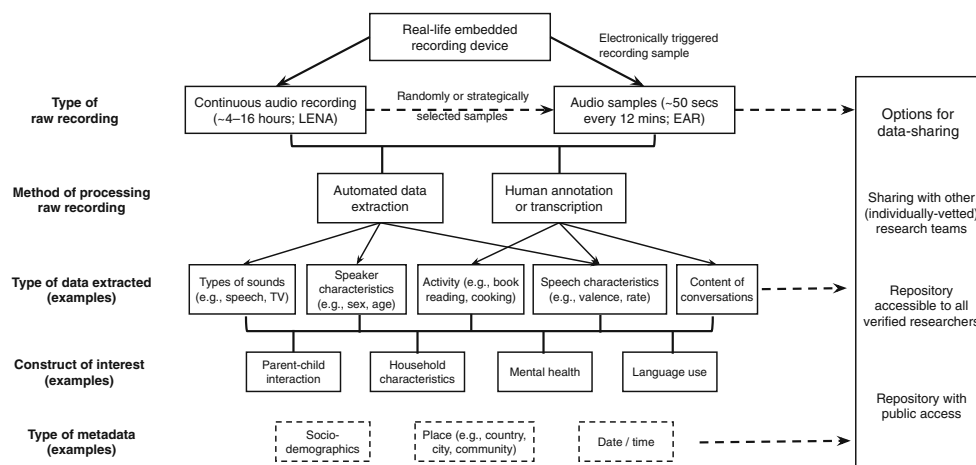 Real-life embedded
recording device
Electronically triggered
recording sample
Type of
raw recording
Continuous audio recording
(~4–16 hours; LENA)
Randomly or strategically
selected samples
Audio samples (~50 secs
every 12 mins; EAR)
Options for
data-sharing
Method of processing
raw recording
Automated data
extraction
Human annotation
or transcription
Sharing with other
(individually-vetted)
research teams
Type of data extracted
(examples)
Types of sounds
(e.g., speech, TV)
Speaker
characteristics
(e.g., sex, age)
Activity (e.g., book
reading, cooking)
Speech characteristics
(e.g., valence, rate)
Content of
conversations
Repository
accessible to all
verified researchers
Construct of interest
(examples)
Parent-child
interaction
Household
characteristics
Mental health
Language use
Repository with
public access
Type of metadata
(examples)
Socio-
demographics
Place (e.g., country,
city, community)
Date / time